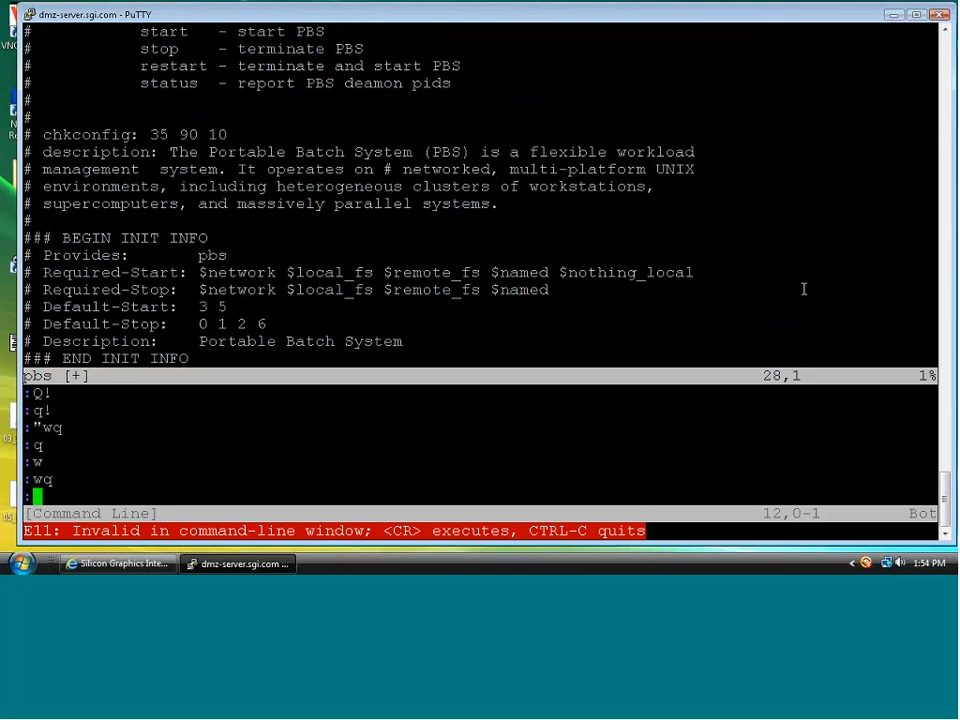 dmz-server.sgi.com - PuTTY
#            start   - start PBS
#            stop    - terminate PBS
#            restart - terminate and start PBS
#            status  - report PBS deamon pids
#
#
# chkconfig: 35 90 10
# description: The Portable Batch System (PBS) is a flexible workload
# management  system. It operates on # networked, multi-platform UNIX
# environments, including heterogeneous clusters of workstations,
# supercomputers, and massively parallel systems.
#
### BEGIN INIT INFO
# Provides:       pbs
# Required-Start: $network $local_fs $remote_fs $named $nothing_local
# Required-Stop:  $network $local_fs $remote_fs $named
# Default-Start:  3 5
# Default-Stop:   0 1 2 6
# Description:    Portable Batch System
### END INIT INFO
pbs [+] 28,1 1%
:Q!
:q!
:"wq
:q
:w
:wq
:
[Command Line] 12,0-1 Bot
E11: Invalid in command-line window; <CR> executes, CTRL-C quits
Silicon Graphics Inte... dmz-server.sgi.com ... < 1:54 PM